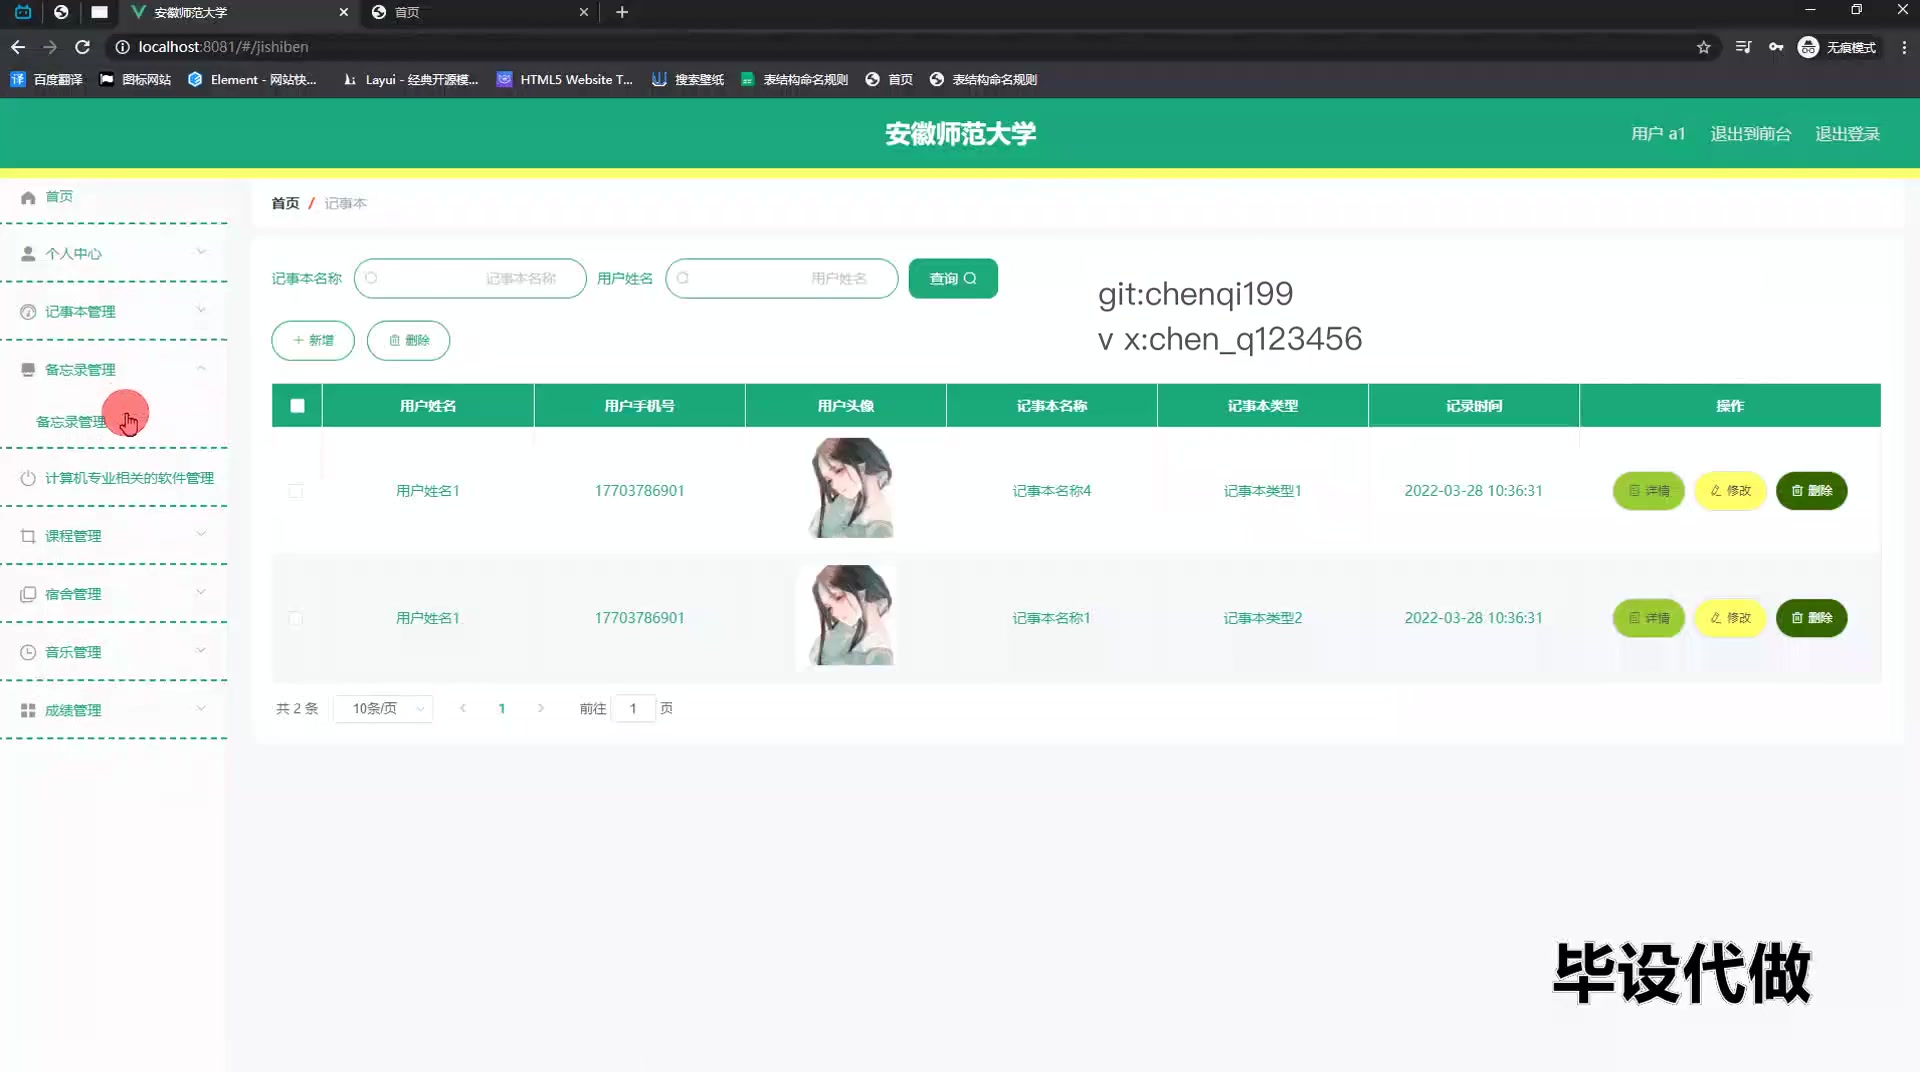 安徽师范大学
首页
localhost:8081/#/jishiben
无痕模式
百度翻译
图标网站
Element - 网站快...
Layui - 经典开源模...
HTML5 Website T...
搜索壁纸
表结构命名规则
首页
表结构命名规则
安徽师范大学
用户 a1
退出到前台
退出登录
首页
个人中心
记事本管理
备忘录管理
备忘录管理
计算机专业相关的软件管理
课程管理
宿舍管理
音乐管理
成绩管理
首页 / 记事本
记事本名称 记事本名称 用户姓名 用户姓名 查询
git:chenqi199
v x:chen_q123456
+ 新增 删除
用户姓名 用户手机号 用户头像 记事本名称 记事本类型 记录时间 操作
用户姓名1 17703786901 记事本名称4 记事本类型1 2022-03-28 10:36:31 详情 修改 删除
用户姓名1 17703786901 记事本名称1 记事本类型2 2022-03-28 10:36:31 详情 修改 删除
共 2 条 10条/页 1 前往 1 页
毕设代做